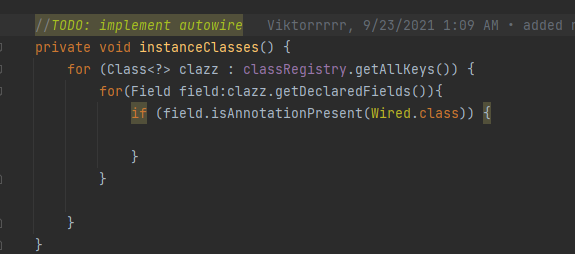 //TODO: implement autowire Viktorrrrr, 9/23/2021 1:09 AM • added
private void instanceClasses() {
for (Class<?> clazz : classRegistry.getAllKeys()) {
for(Field field:clazz.getDeclaredFields()){
if (field.isAnnotationPresent(Wired.class)) {
}
}
}
}